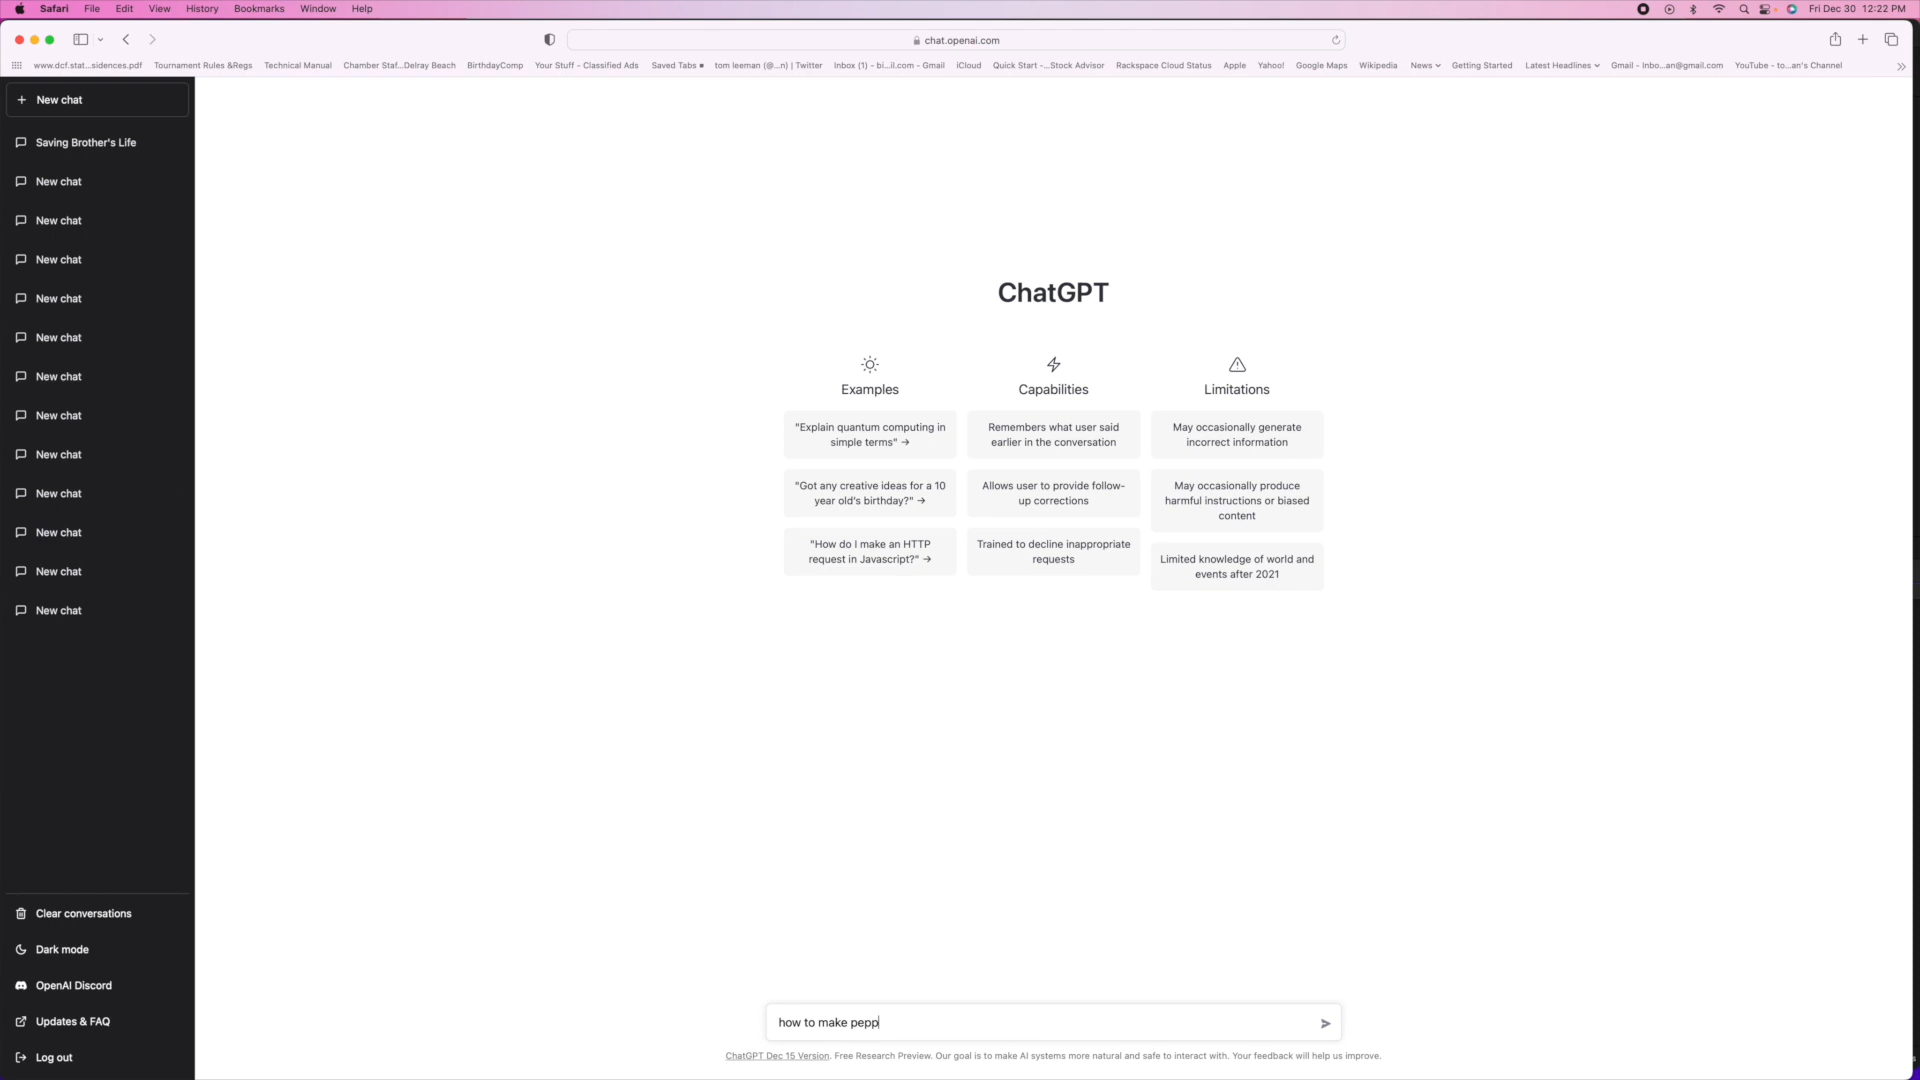 Safari File Edit View History Bookmarks Window Help Fri Dec 30 12:22 PM
chat.openai.com
www.dcf.stat...sidences.pdf Tournament Rules &Regs Technical Manual Chamber Staf...Delray Beach BirthdayComp Your Stuff - Classified Ads Saved Tabs tom leeman (@...n) | Twitter Inbox (1) - bi...il.com - Gmail iCloud Quick Start -...Stock Advisor Rackspace Cloud Status Apple Yahoo! Google Maps Wikipedia News Getting Started Latest Headlines Gmail - Inbo...an@gmail.com YouTube - to...an's Channel
+ New chat
Saving Brother's Life
New chat
New chat
New chat
New chat
New chat
New chat
New chat
New chat
New chat
New chat
New chat
New chat
Clear conversations
Dark mode
OpenAI Discord
Updates & FAQ
Log out
ChatGPT
Examples
"Explain quantum computing in
simple terms" →
"Got any creative ideas for a 10
year old's birthday?" →
"How do I make an HTTP
request in Javascript?" →
Capabilities
Remembers what user said
earlier in the conversation
Allows user to provide follow-
up corrections
Trained to decline inappropriate
requests
Limitations
May occasionally generate
incorrect information
May occasionally produce
harmful instructions or biased
content
Limited knowledge of world and
events after 2021
how to make pepp
ChatGPT Dec 15 Version. Free Research Preview. Our goal is to make AI systems more natural and safe to interact with. Your feedback will help us improve.